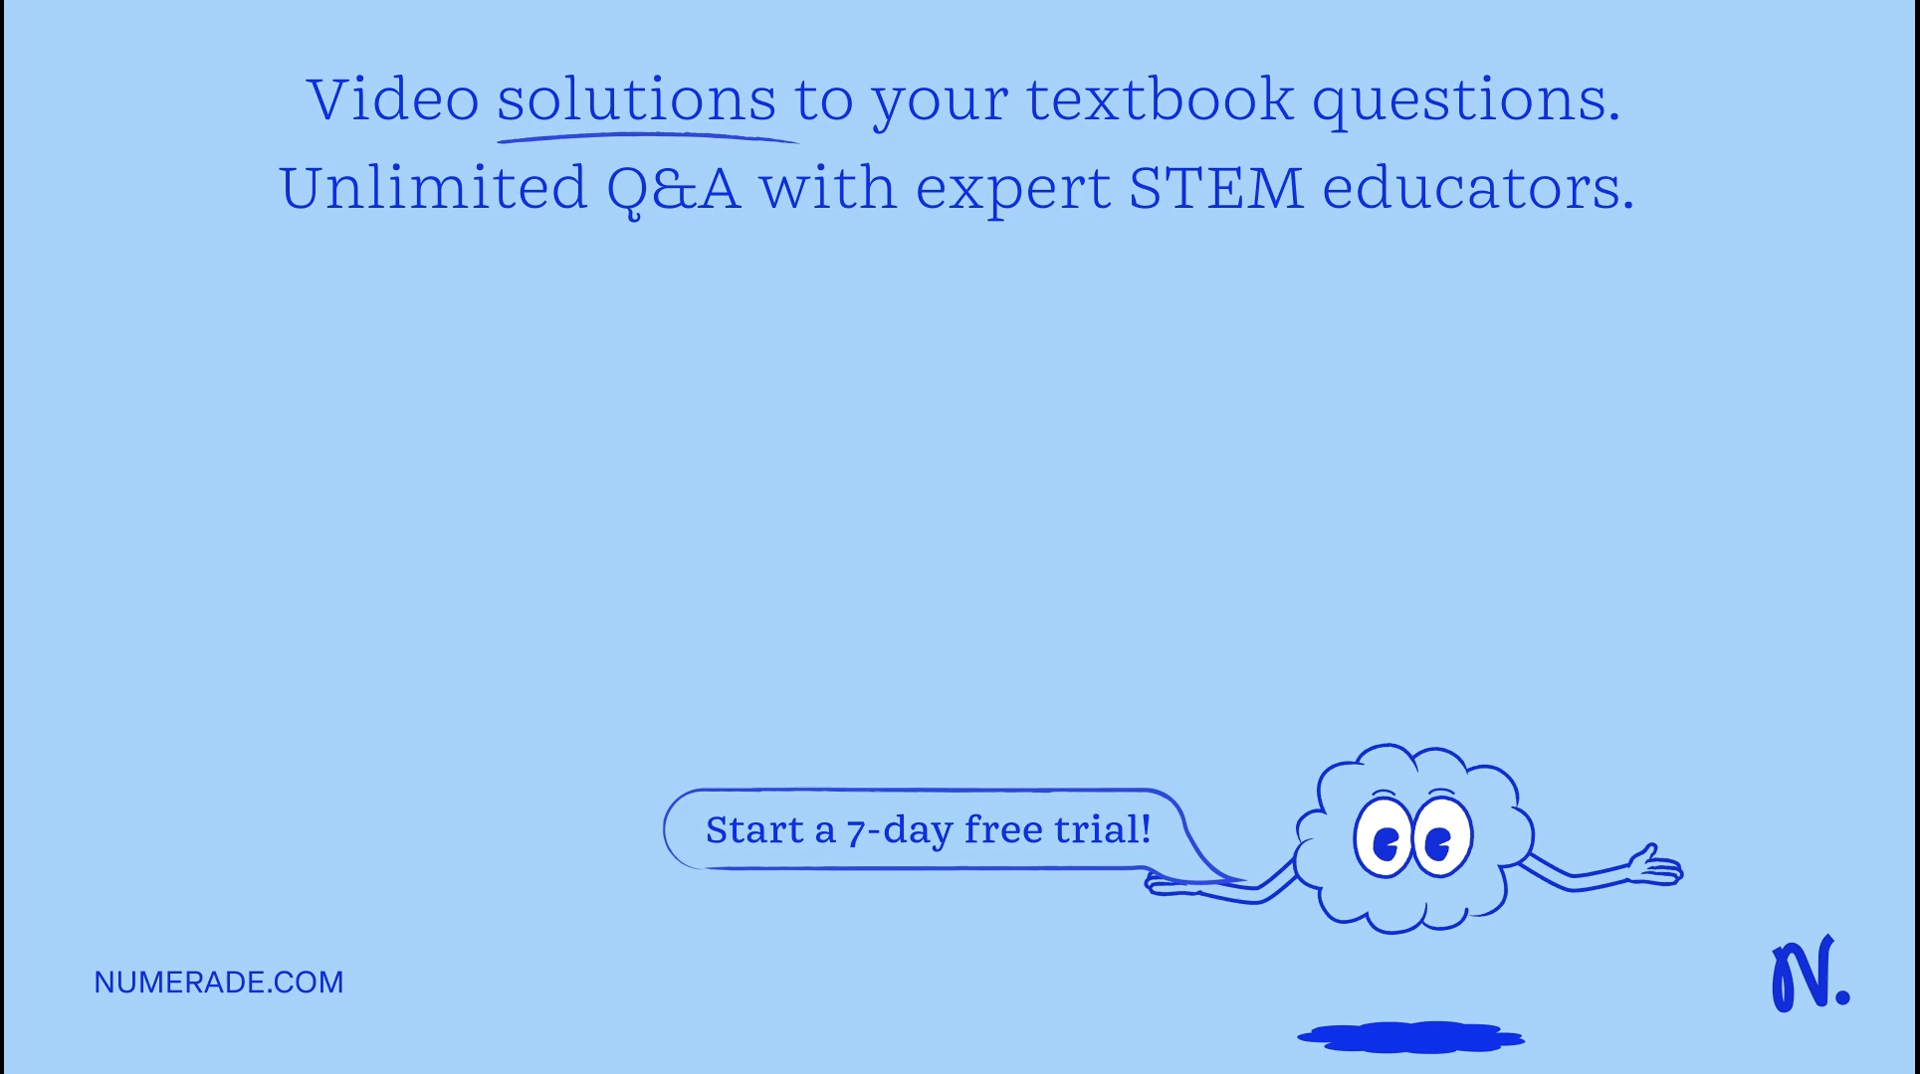 Video solutions to your textbook questions.
Unlimited Q&A with expert STEM educators.
Start a 7-day free trial!
NUMERADE.COM
N.